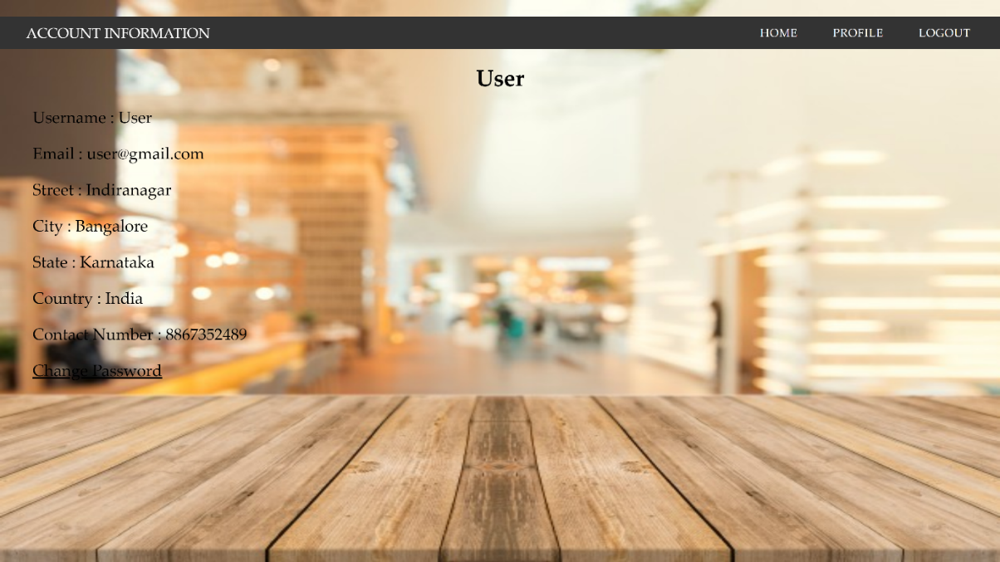 ACCOUNT INFORMATION HOME PROFILE LOGOUT
User
Username : User
Email : user@gmail.com
Street : Indiranagar
City : Bangalore
State : Karnataka
Country : India
Contact Number : 8867352489
Change Password